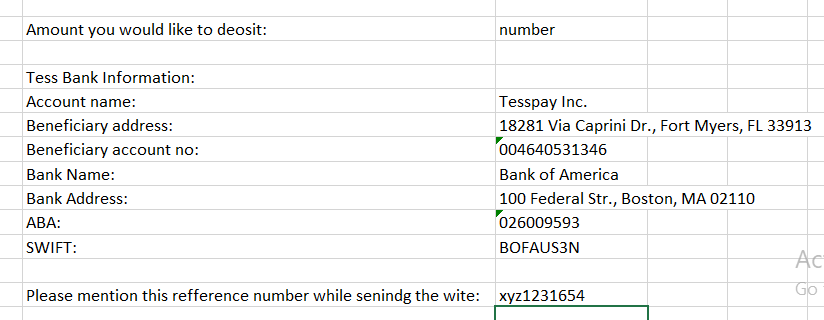 Amount you would like to deosit: number
Tess Bank Information:
Account name: Tesspay Inc.
Beneficiary address: 18281 Via Caprini Dr., Fort Myers, FL 33913
Beneficiary account no: 004640531346
Bank Name: Bank of America
Bank Address: 100 Federal Str., Boston, MA 02110
ABA: 026009593
SWIFT: BOFAUS3N
Ac
Go
Please mention this refference number while senindg the wite: xyz1231654